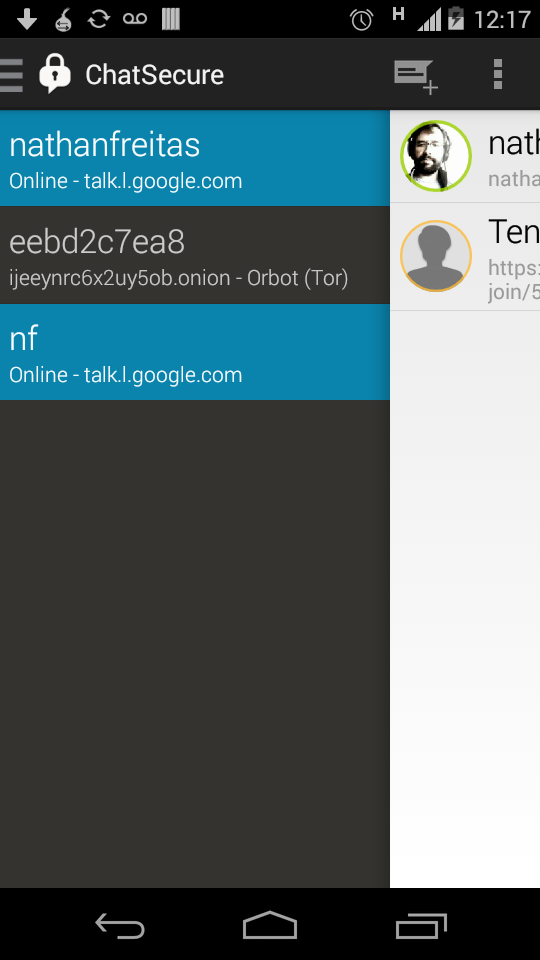 H 12:17
ChatSecure
nathanfreitas
Online - talk.l.google.com
eebd2c7ea8
ijeeynrc6x2uy5ob.onion - Orbot (Tor)
nf
Online - talk.l.google.com
nath
natha
Ten
https:
join/5